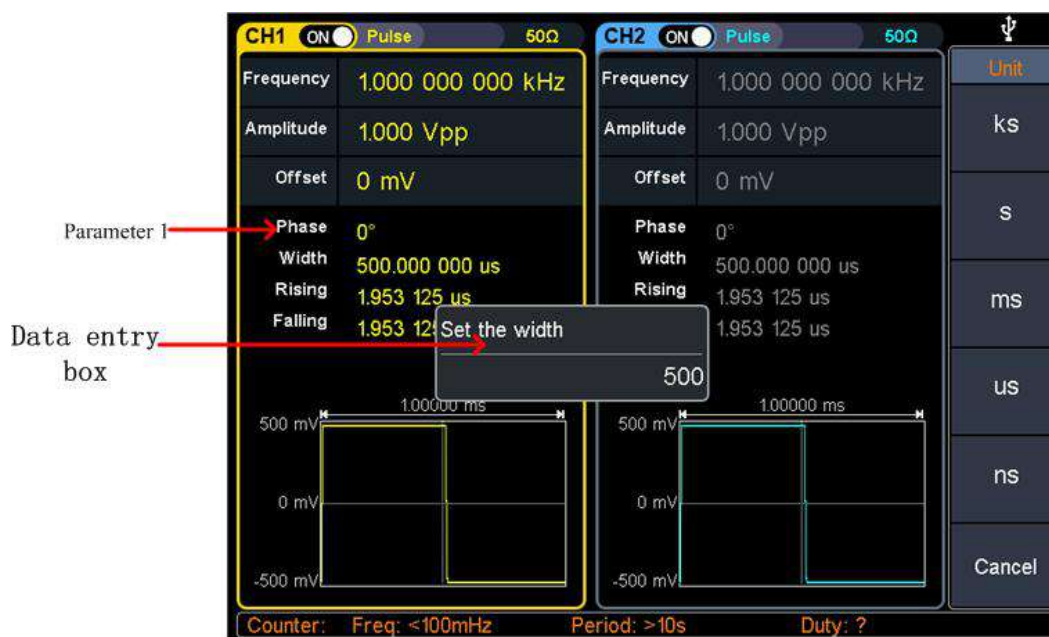 CH1 ON Pulse 50Ω
Frequency 1.000 000 000 kHz
Amplitude 1.000 Vpp
Offset 0 mV
Phase 0°
Width 500.000 000 us
Rising 1.953 125 us
Falling 1.953 125
1.00000 ms
500 mV
0 mV
-500 mV
CH2 ON Pulse 50Ω
Frequency 1.000 000 000 kHz
Amplitude 1.000 Vpp
Offset 0 mV
Phase 0°
Width 500.000 000 us
Rising 1.953 125 us
1.953 125 us
1.00000 ms
500 mV
0 mV
-500 mV
Set the width
500
Unit
ks
s
ms
us
ns
Cancel
Counter: Freq: <100mHz Period: >10s Duty: ?
Parameter 1
Data entry
box